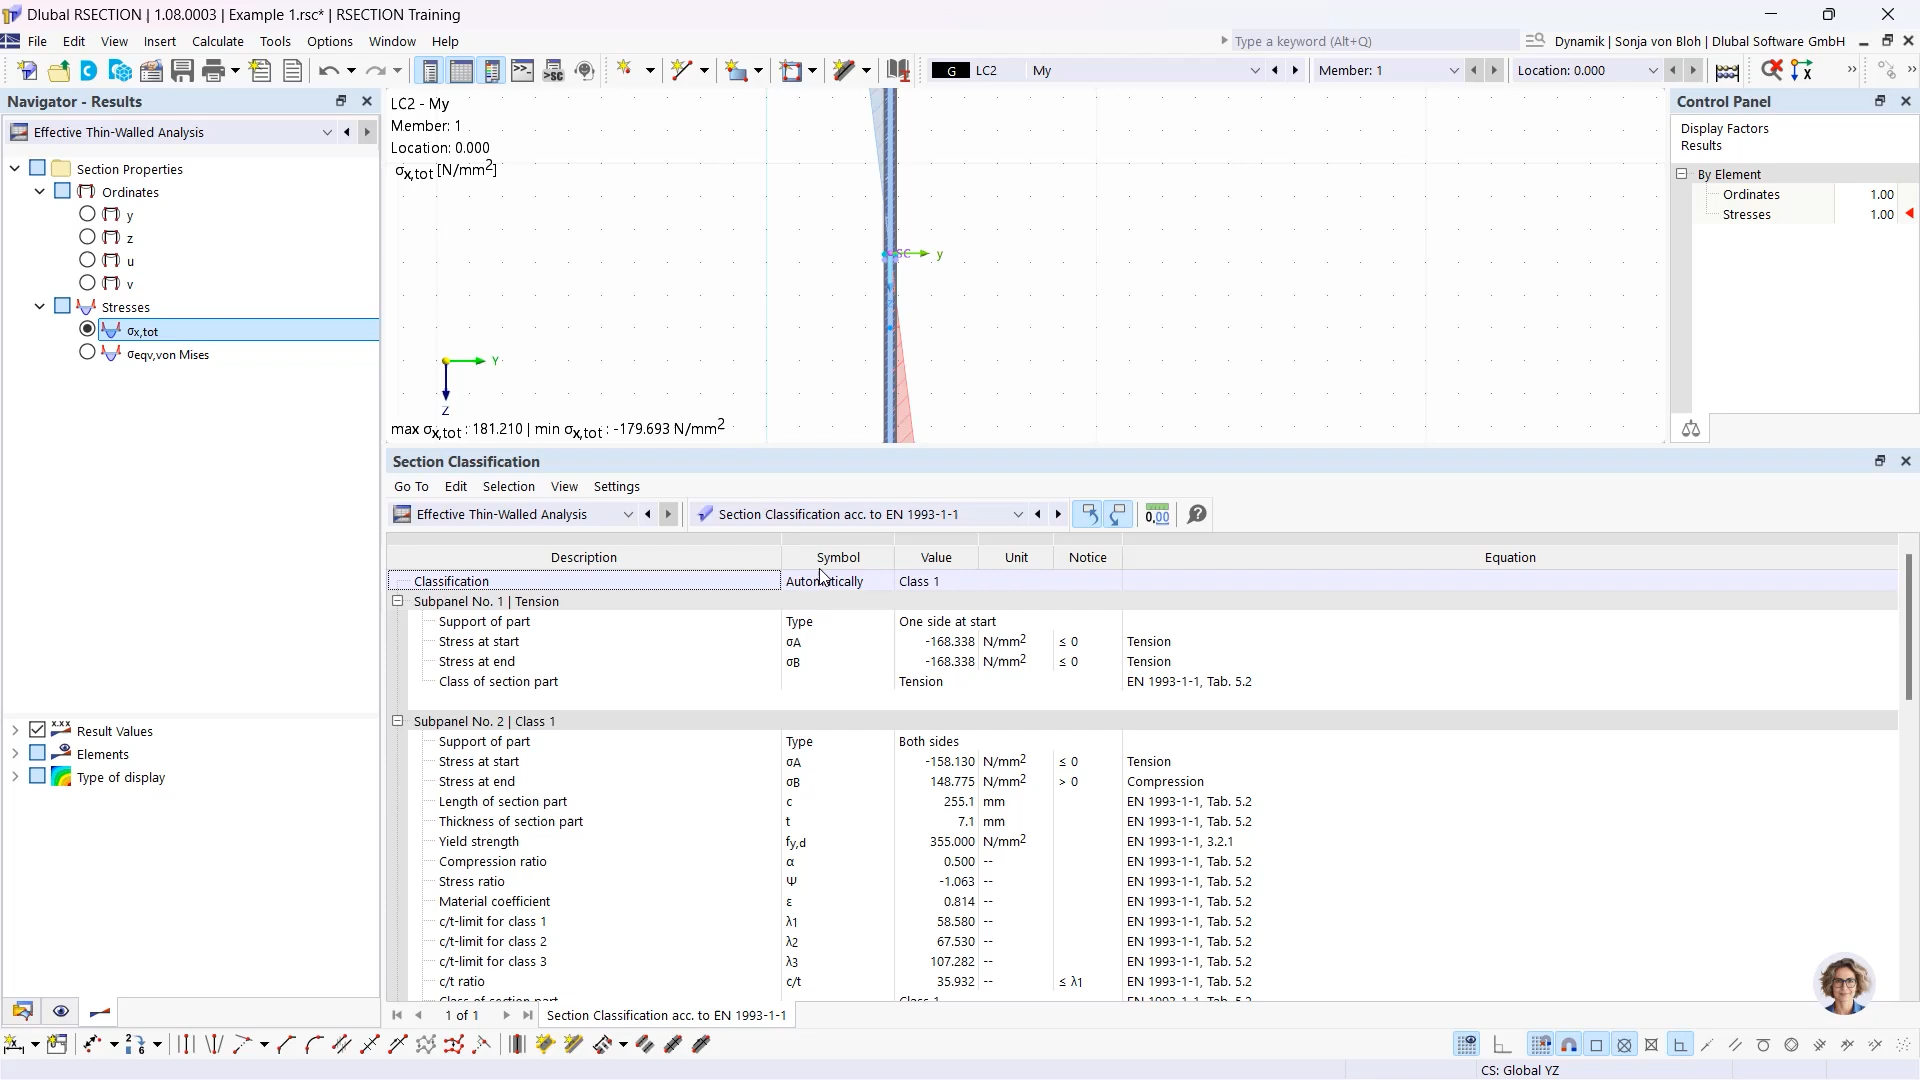 Dlubal RSECTION | 1.08.0003 | Example 1.rsc* | RSECTION Training
File Edit View Insert Calculate Tools Options Window Help
Type a keyword (Alt+Q)
Dynamik | Sonja von Bloh | Dlubal Software GmbH
G LC2 My
Member: 1
Location: 0.000
Navigator - Results
Effective Thin-Walled Analysis
Section Properties
Ordinates
y
z
u
v
Stresses
σx,tot
σeqv,von Mises
Result Values
Elements
Type of display
LC2 - My
Member: 1
Location: 0.000
σx,tot [N/mm2]
SC
y
Y
Z
max σx,tot : 181.210 | min σx,tot : -179.693 N/mm2
Control Panel
Display Factors
Results
By Element
Ordinates 1.00
Stresses 1.00
Section Classification
Go To Edit Selection View Settings
Effective Thin-Walled Analysis
Section Classification acc. to EN 1993-1-1
0,00
Description Symbol Value Unit Notice Equation
Classification Automatically Class 1
Subpanel No. 1 | Tension
Support of part Type One side at start
Stress at start σA -168.338 N/mm2 ≤ 0 Tension
Stress at end σB -168.338 N/mm2 ≤ 0 Tension
Class of section part Tension EN 1993-1-1, Tab. 5.2
Subpanel No. 2 | Class 1
Support of part Type Both sides
Stress at start σA -158.130 N/mm2 ≤ 0 Tension
Stress at end σB 148.775 N/mm2 > 0 Compression
Length of section part c 255.1 mm EN 1993-1-1, Tab. 5.2
Thickness of section part t 7.1 mm EN 1993-1-1, Tab. 5.2
Yield strength fy,d 355.000 N/mm2 EN 1993-1-1, 3.2.1
Compression ratio α 0.500 -- EN 1993-1-1, Tab. 5.2
Stress ratio Ψ -1.063 -- EN 1993-1-1, Tab. 5.2
Material coefficient ε 0.814 -- EN 1993-1-1, Tab. 5.2
c/t-limit for class 1 λ1 58.580 -- EN 1993-1-1, Tab. 5.2
c/t-limit for class 2 λ2 67.530 -- EN 1993-1-1, Tab. 5.2
c/t-limit for class 3 λ3 107.282 -- EN 1993-1-1, Tab. 5.2
c/t ratio c/t 35.932 -- ≤ λ1 EN 1993-1-1, Tab. 5.2
Class of section part Class 1 EN 1993-1-1, Tab. 5.2
1 of 1
Section Classification acc. to EN 1993-1-1
CS: Global YZ